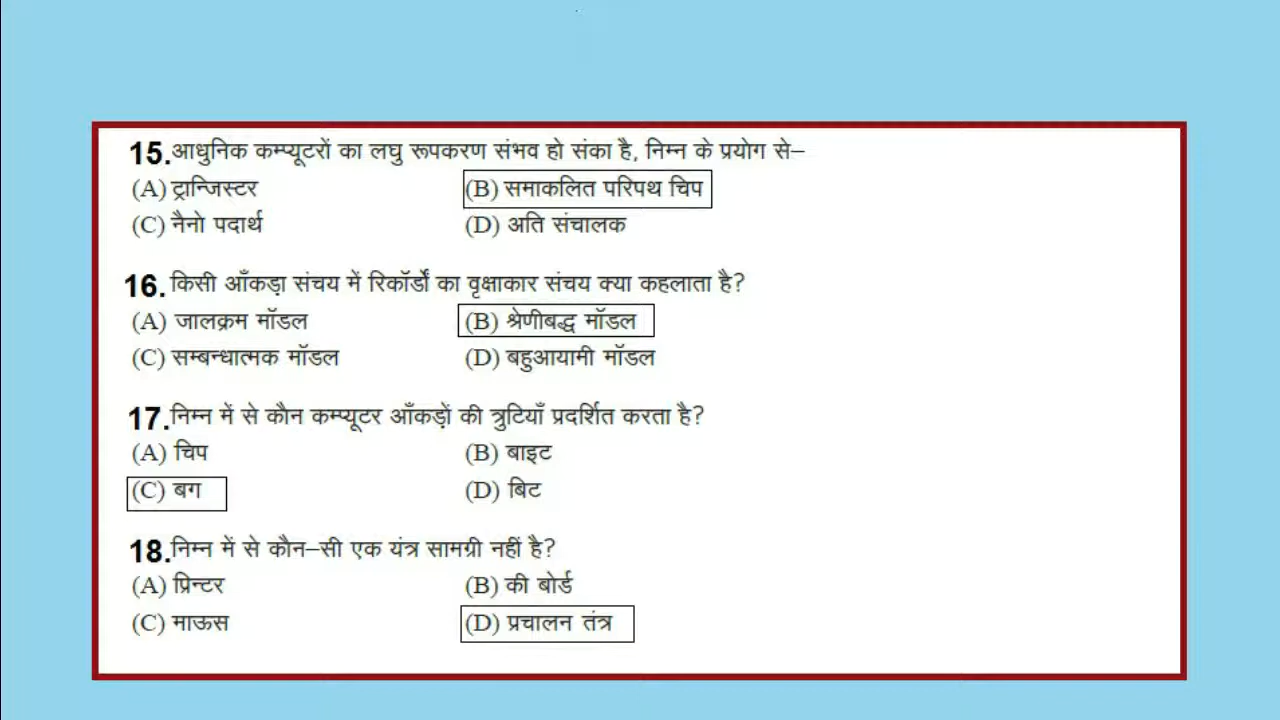 15. आधुनिक कम्प्यूटरों का लघु रूपकरण संभव हो संका है, निम्न के प्रयोग से–
(A) ट्रान्जिस्टर (B) समाकलित परिपथ चिप
(C) नैनो पदार्थ (D) अति संचालक
16. किसी आँकड़ा संचय में रिकॉर्डों का वृक्षाकार संचय क्या कहलाता है?
(A) जालक्रम मॉडल (B) श्रेणीबद्ध मॉडल
(C) सम्बन्धात्मक मॉडल (D) बहुआयामी मॉडल
17. निम्न में से कौन कम्प्यूटर आँकड़ों की त्रुटियाँ प्रदर्शित करता है?
(A) चिप (B) बाइट
(C) बग (D) बिट
18. निम्न में से कौन–सी एक यंत्र सामग्री नहीं है?
(A) प्रिन्टर (B) की बोर्ड
(C) माऊस (D) प्रचालन तंत्र